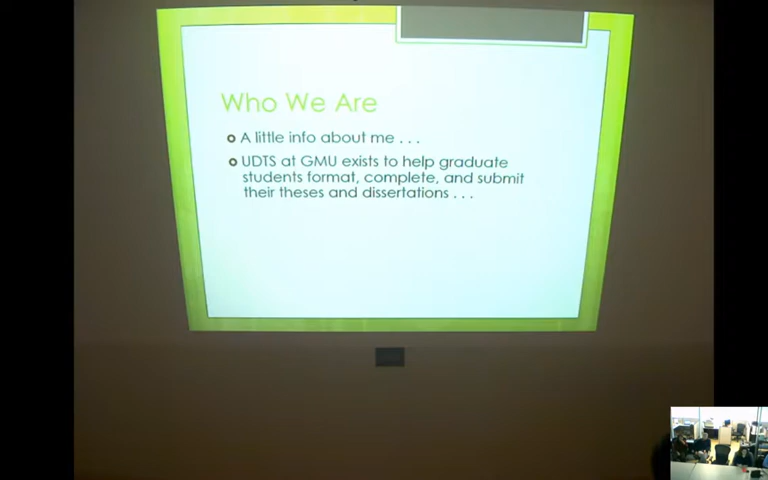 Who We Are
A little info about me . . .
UDTS at GMU exists to help graduate
students format, complete, and submit
their theses and dissertations . . .